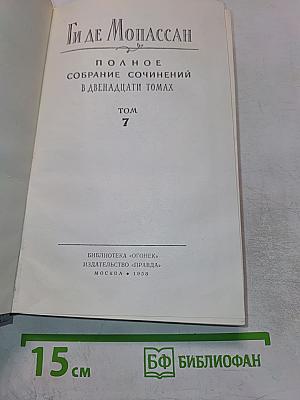 Ги де Мопассан
ПОЛНОЕ
СОБРАНИЕ СОЧИНЕНИЙ
В ДВЕНАДЦАТИ ТОМАХ
ТОМ
7
БИБЛИОТЕКА «ОГОНЕК»
ИЗДАТЕЛЬСТВО «ПРАВДА»
МОСКВА • 1958
15 см
БФ БИБЛИОФАН